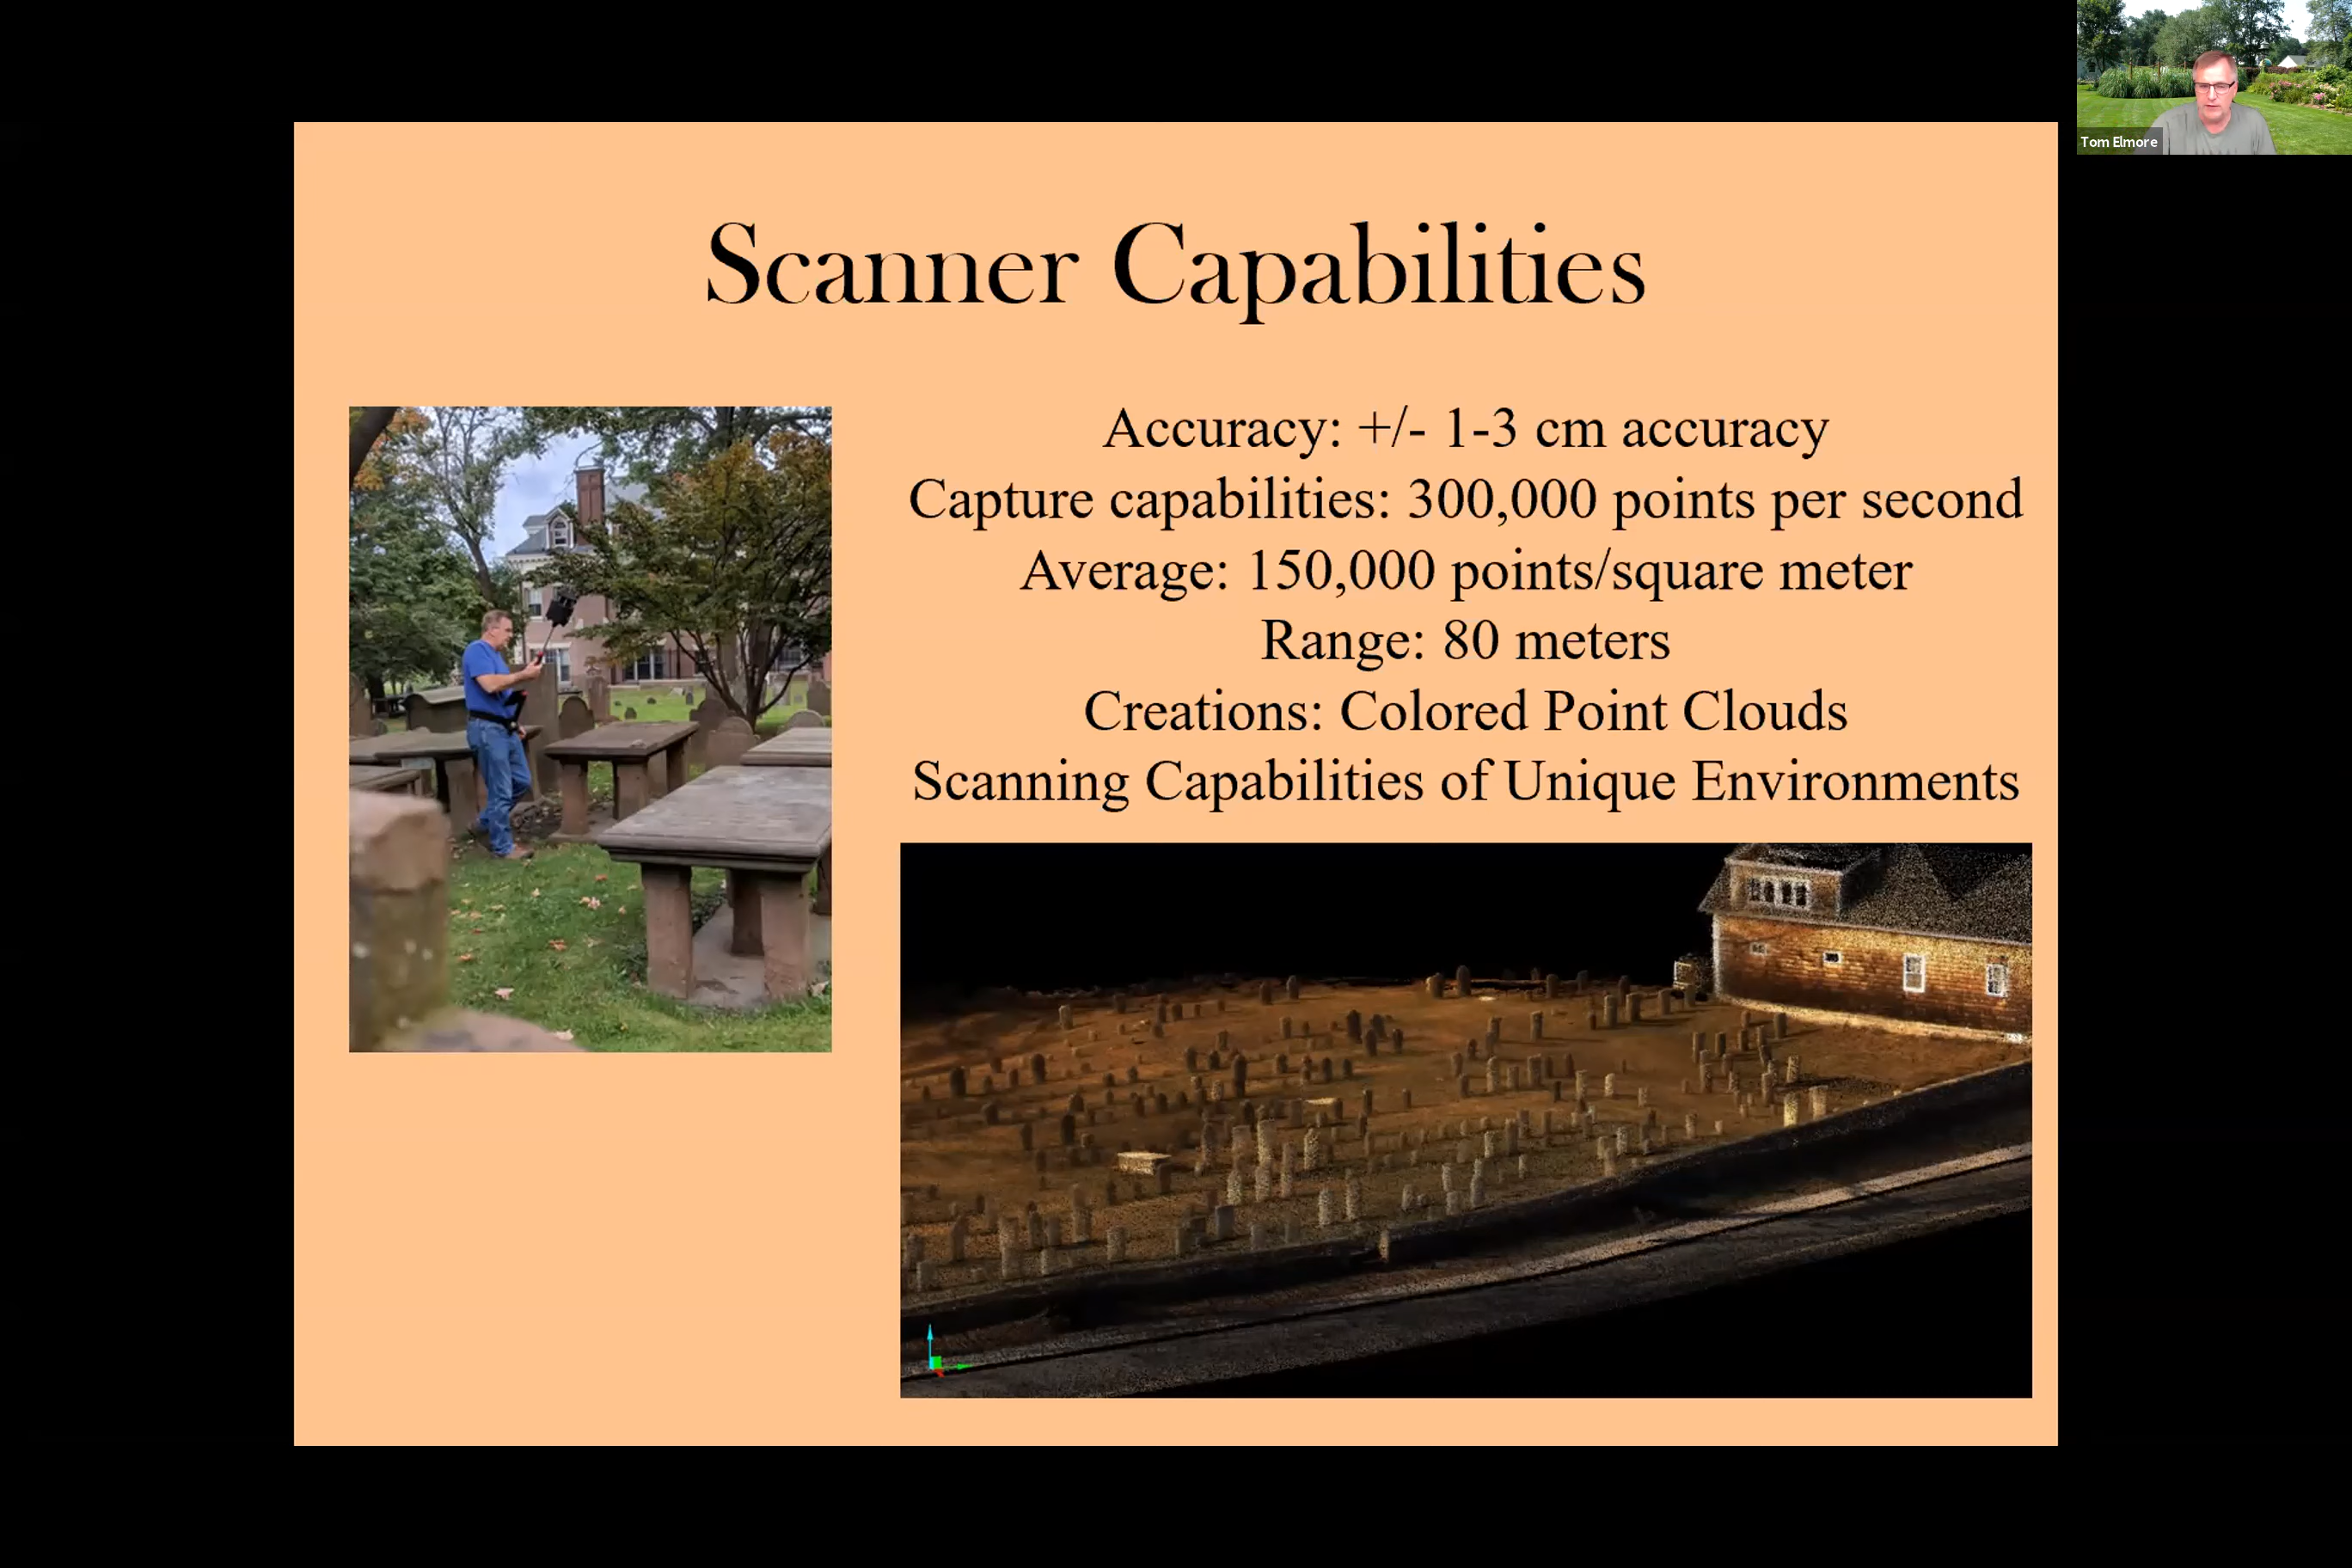 Tom Elmore
Scanner Capabilities
Accuracy: +/- 1-3 cm accuracy
Capture capabilities: 300,000 points per second
Average: 150,000 points/square meter
Range: 80 meters
Creations: Colored Point Clouds
Scanning Capabilities of Unique Environments